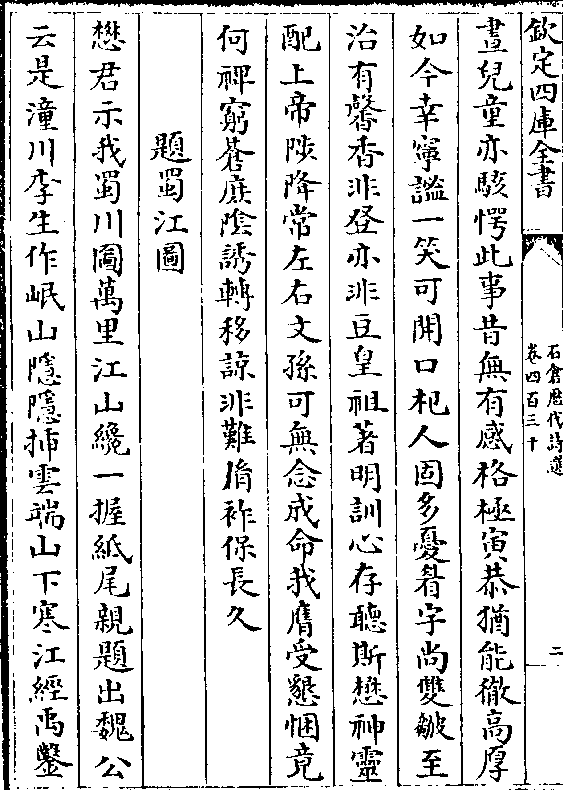 欽定四庫全書
石倉歷代詩選
卷四百三十
二
晝兒童亦駭愕此事昔無有感格極寅恭猶能徹高厚
如今幸寧謐一笑可開口杞人固多憂眉字尚雙皺至
治有馨香非登亦非豆皇祖著明訓心存聽斯懋神靈
配上帝陟降常左右文孫可無念成命我膺受懇悃竟
何裨窮蒼庶陰誘轉移諒非難脩祚保長久
題蜀江圖
懋君示我蜀川圖萬里江山纔一握紙尾親題出魏公
云是潼川李生作岷山隱隱揷雲端山下寒江經禹鑿